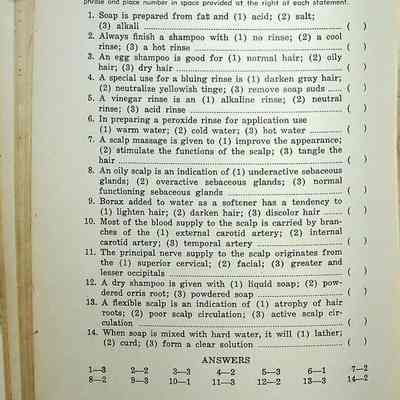 phrase and place number in space provided at the right of each statement.
1. Soap is prepared from fat and (1) acid; (2) salt;
(3) alkali ( )
2. Always finish a shampoo with (1) no rinse; (2) a cool
rinse; (3) a hot rinse ( )
3. An egg shampoo is good for (1) normal hair; (2) oily
hair; (3) dry hair ( )
4. A special use for a bluing rinse is (1) darken gray hair;
(2) neutralize yellowish tinge; (3) remove soap suds ( )
5. A vinegar rinse is an (1) alkaline rinse; (2) neutral
rinse; (3) acid rinse ( )
6. In preparing a peroxide rinse for application use
(1) warm water; (2) cold water; (3) hot water ( )
7. A scalp massage is given to (1) improve the appearance;
(2) stimulate the functions of the scalp; (3) tangle the
hair ( )
8. An oily scalp is an indication of (1) underactive sebaceous
glands; (2) overactive sebaceous glands; (3) normal
functioning sebaceous glands ( )
9. Borax added to water as a softener has a tendency to
(1) lighten hair; (2) darken hair; (3) discolor hair ( )
10. Most of the blood supply to the scalp is carried by bran-
ches of the (1) external carotid artery; (2) internal
carotid artery; (3) temporal artery ( )
11. The principal nerve supply to the scalp originates from
the (1) superior cervical; (2) facial; (3) greater and
lesser occipitals ( )
12. A dry shampoo is given with (1) liquid soap; (2) pow-
dered orris root; (3) powdered soap ( )
13. A flexible scalp is an indication of (1) atrophy of hair
roots; (2) poor scalp circulation; (3) active scalp cir-
culation ( )
14. When soap is mixed with hard water, it will (1) lather;
(2) curd; (3) form a clear solution ( )
ANSWERS
1—3 2—2 3—3 4—2 5—3 6—1 7—2
8—2 9—3 10—1 11—3 12—2 13—3 14—2